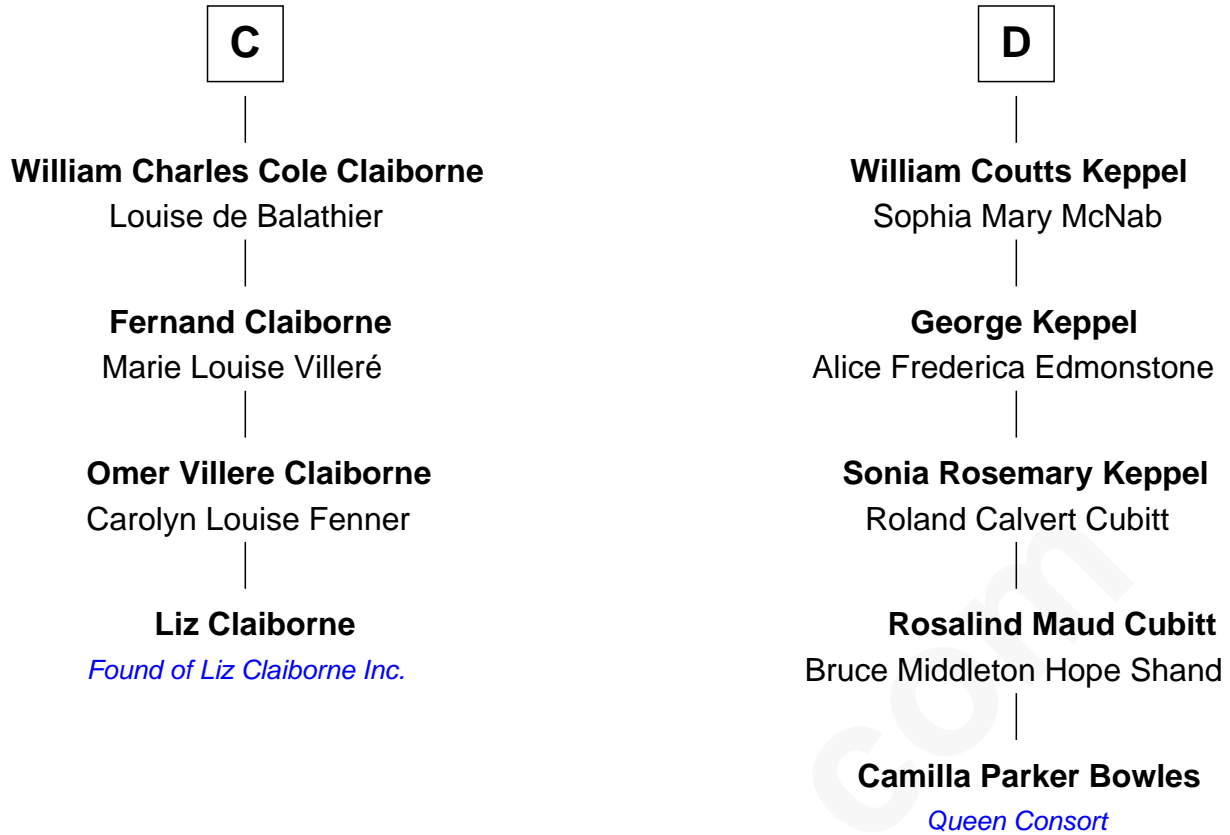 C
William Charles Cole Claiborne
Louise de Balathier
Fernand Claiborne
Marie Louise Villeré
Omer Villere Claiborne
Carolyn Louise Fenner
Liz Claiborne
Found of Liz Claiborne Inc.
D
William Coutts Keppel
Sophia Mary McNab
George Keppel
Alice Frederica Edmonstone
Sonia Rosemary Keppel
Roland Calvert Cubitt
Rosalind Maud Cubitt
Bruce Middleton Hope Shand
Camilla Parker Bowles
Queen Consort
com